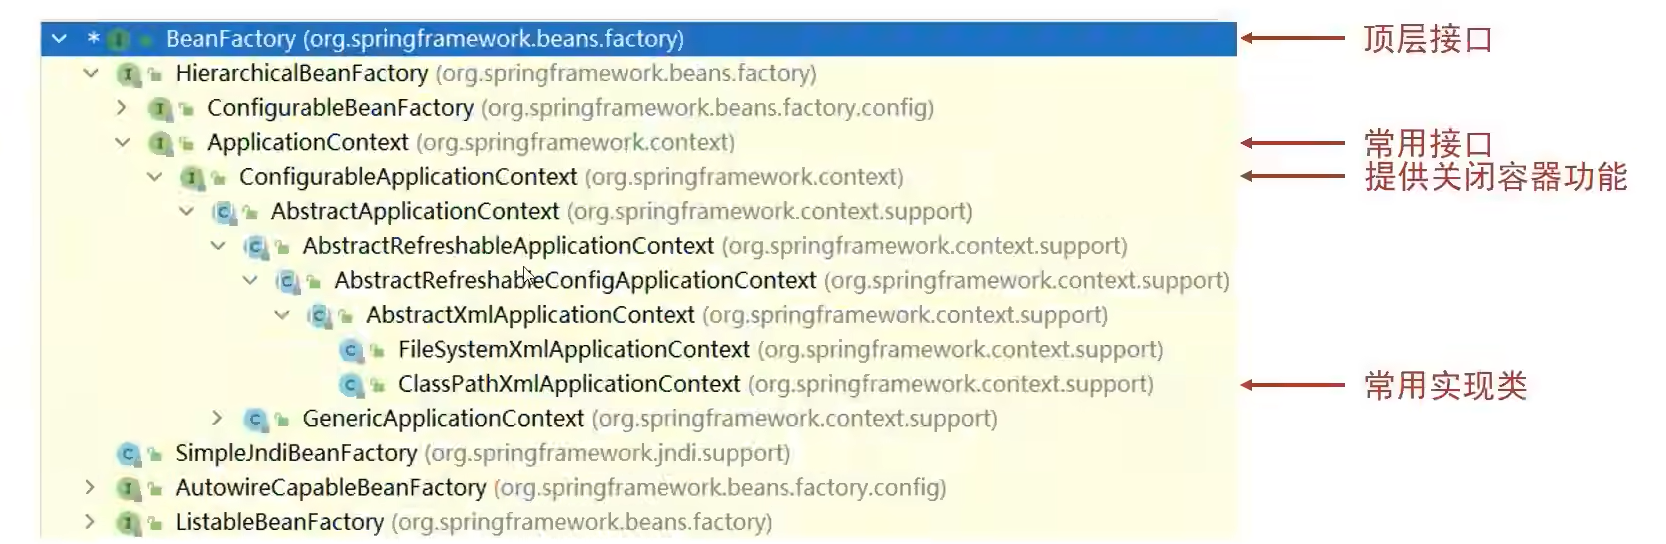 * BeanFactory (org.springframework.beans.factory) 顶层接口
HierarchicalBeanFactory (org.springframework.beans.factory)
ConfigurableBeanFactory (org.springframework.beans.factory.config)
ApplicationContext (org.springframework.context) 常用接口
ConfigurableApplicationContext (org.springframework.context) 提供关闭容器功能
AbstractApplicationContext (org.springframework.context.support)
AbstractRefreshableApplicationContext (org.springframework.context.support)
AbstractRefreshableConfigApplicationContext (org.springframework.context.support)
AbstractXmlApplicationContext (org.springframework.context.support)
FileSystemXmlApplicationContext (org.springframework.context.support)
ClassPathXmlApplicationContext (org.springframework.context.support) 常用实现类
GenericApplicationContext (org.springframework.context.support)
SimpleJndiBeanFactory (org.springframework.jndi.support)
AutowireCapableBeanFactory (org.springframework.beans.factory.config)
ListableBeanFactory (org.springframework.beans.factory)